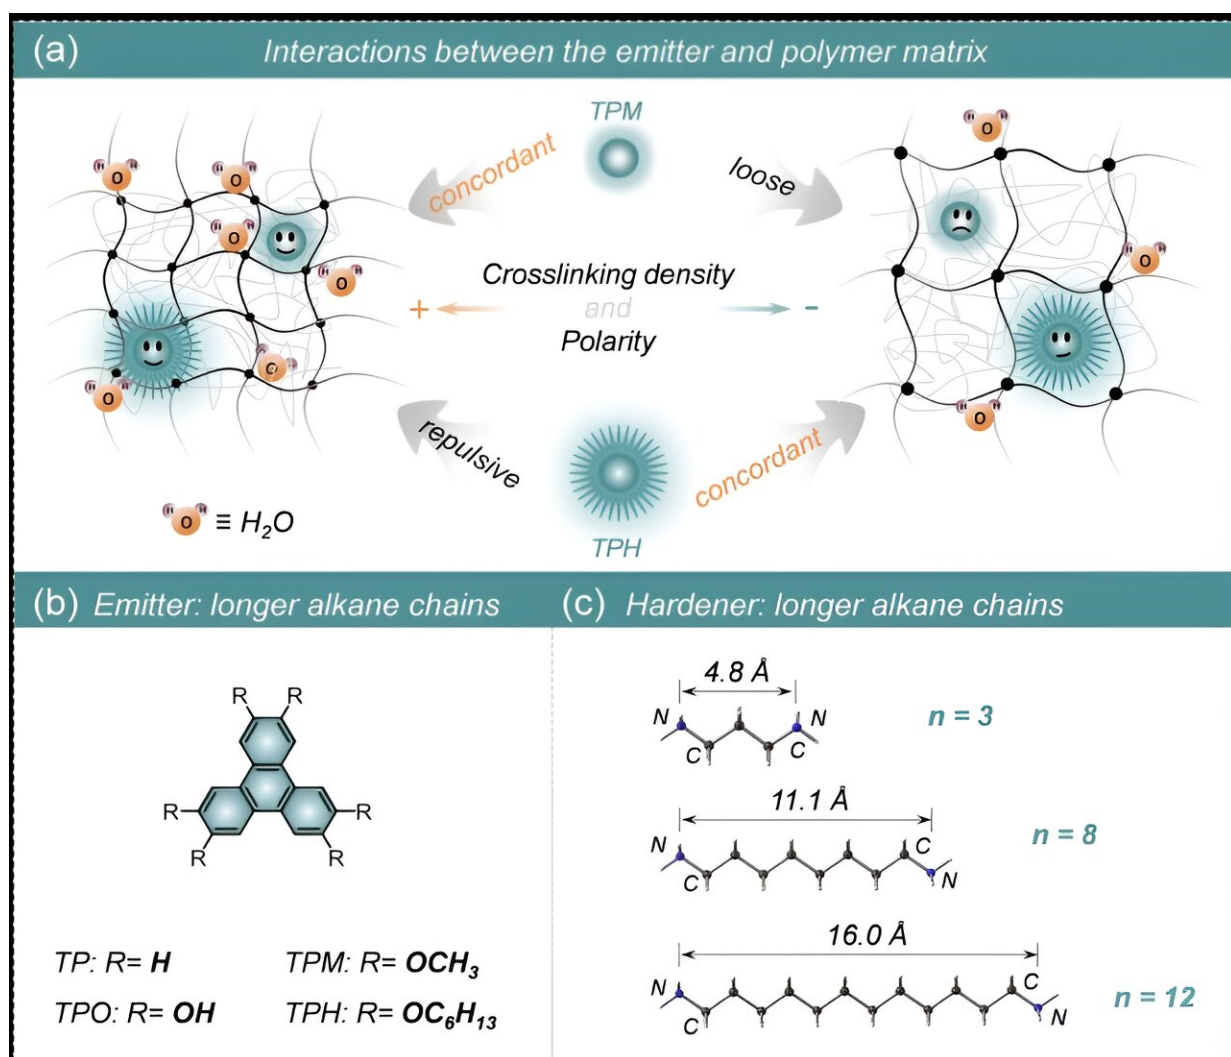 (a) Interactions between the emitter and polymer matrix
TPM
concordant
loose
Crosslinking density
+ and -
Polarity
repulsive
concordant
TPH
H O H
H O H
H O H
H O H
H O H
H O H
H O H
H O H
H O H
H O H
H O H ≡ H₂O
(b) Emitter: longer alkane chains
R R
R R
R R
TP: R= H TPM: R= OCH₃
TPO: R= OH TPH: R= OC₆H₁₃
(c) Hardener: longer alkane chains
4.8 Å
N N
C C
n = 3
11.1 Å
N C
C N
n = 8
16.0 Å
N C
C N
n = 12